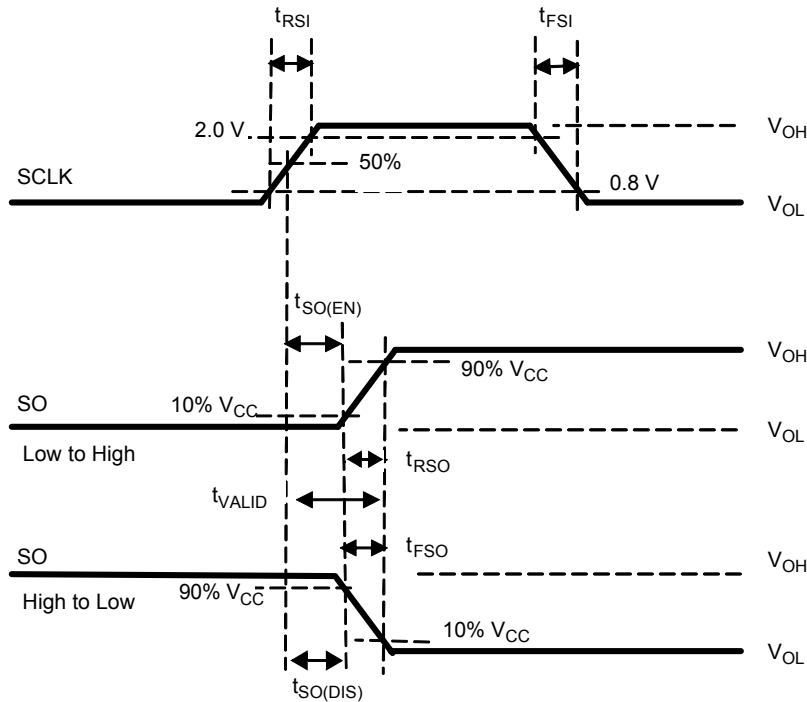 tRSI
tFSI
2.0 V
VOH
50%
SCLK
0.8 V
VOL
tSO(EN)
VOH
90% VCC
SO
10% VCC
VOL
Low to High
tRSO
tVALID
tFSO
SO
VOH
90% VCC
High to Low
10% VCC
VOL
tSO(DIS)